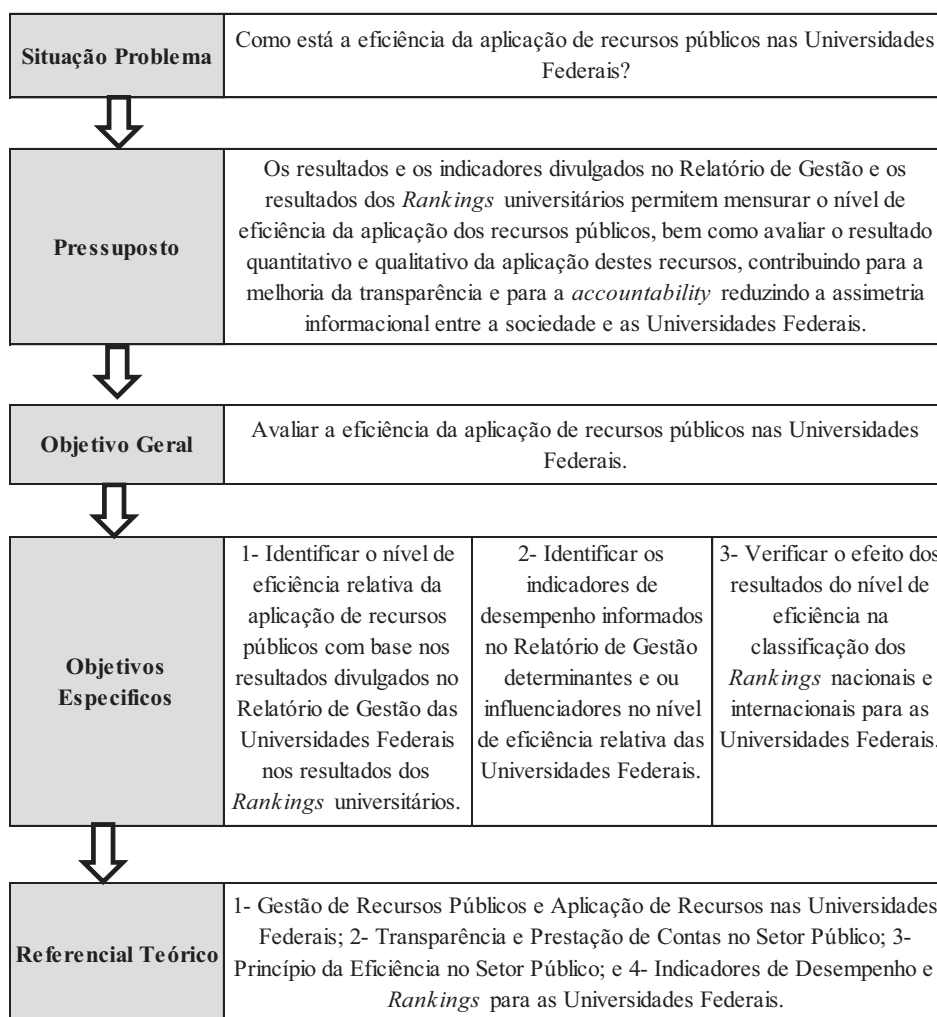 Situação Problema
Como está a eficiência da aplicação de recursos públicos nas Universidades
Federais?
Pressuposto
Os resultados e os indicadores divulgados no Relatório de Gestão e os
resultados dos Rankings universitários permitem mensurar o nível de
eficiência da aplicação dos recursos públicos, bem como avaliar o resultado
quantitativo e qualitativo da aplicação destes recursos, contribuindo para a
melhoria da transparência e para a accountability reduzindo a assimetria
informacional entre a sociedade e as Universidades Federais.
Objetivo Geral
Avaliar a eficiência da aplicação de recursos públicos nas Universidades
Federais.
Objetivos
Especificos
1- Identificar o nível de
eficiência relativa da
aplicação de recursos
públicos com base nos
resultados divulgados no
Relatório de Gestão das
Universidades Federais
nos resultados dos
Rankings universitários.
2- Identificar os
indicadores de
desempenho informados
no Relatório de Gestão
determinantes e ou
influenciadores no nível
de eficiência relativa das
Universidades Federais.
3- Verificar o efeito dos
resultados do nível de
eficiência na
classificação dos
Rankings nacionais e
internacionais para as
Universidades Federais.
Referencial Teórico
1- Gestão de Recursos Públicos e Aplicação de Recursos nas Universidades
Federais; 2- Transparência e Prestação de Contas no Setor Público; 3-
Princípio da Eficiência no Setor Público; e 4- Indicadores de Desempenho e
Rankings para as Universidades Federais.